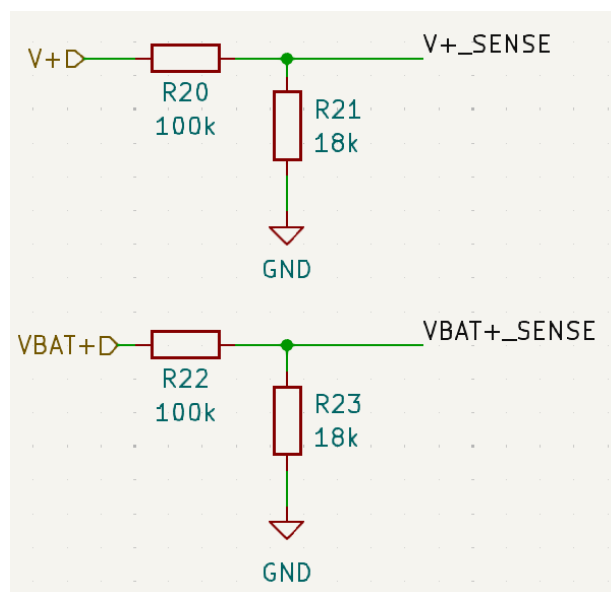 V+
V+_SENSE
R20
100k
R21
18k
GND
VBAT+
VBAT+_SENSE
R22
100k
R23
18k
GND